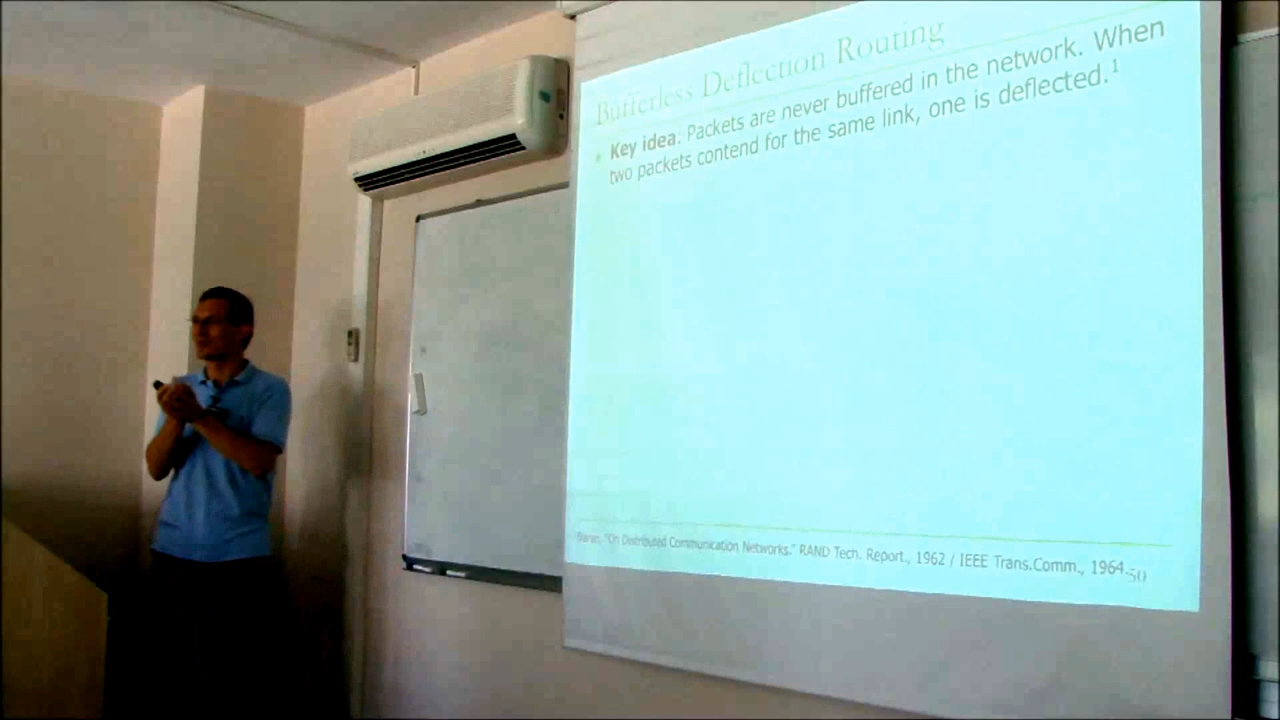 Bufferless Deflection Routing
Key idea: Packets are never buffered in the network. When
two packets contend for the same link, one is deflected.1
Baran, "On Distributed Communication Networks." RAND Tech. Report., 1962 / IEEE Trans.Comm., 1964.
50